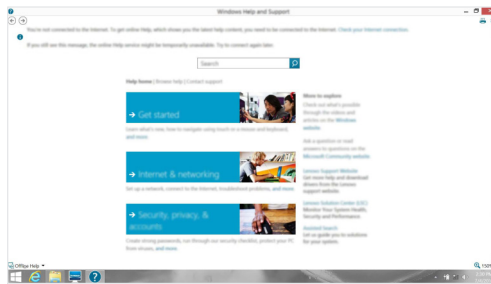 Windows Help and Support
You're not connected to the Internet. To get online Help, which shows you the latest help content, you need to be connected to the Internet. Check your Internet connection.
If you still see this message, the online Help service might be temporarily unavailable. Try to connect again later.
Search
Help home | Browse help | Contact support
Get started
Learn what's new, how to navigate using touch or a mouse and keyboard, and more.
Internet & networking
Set up a network, connect to the Internet, troubleshoot problems, and more.
Security, privacy, &
accounts
Create strong passwords, run through our security checklist, protect your PC
from viruses, and more.
More to explore
Check out what's possible
through the videos and
articles on the Windows
website.
Ask a question or read
answers to questions on the
Microsoft Community website.
Lenovo Support Website
Get more help and download
drivers from the Lenovo
support website.
Lenovo Solution Center (LSC)
Monitor Your System Health,
Security and Performance.
Assisted Search
Let us guide you to solutions
for your system.
Offline Help